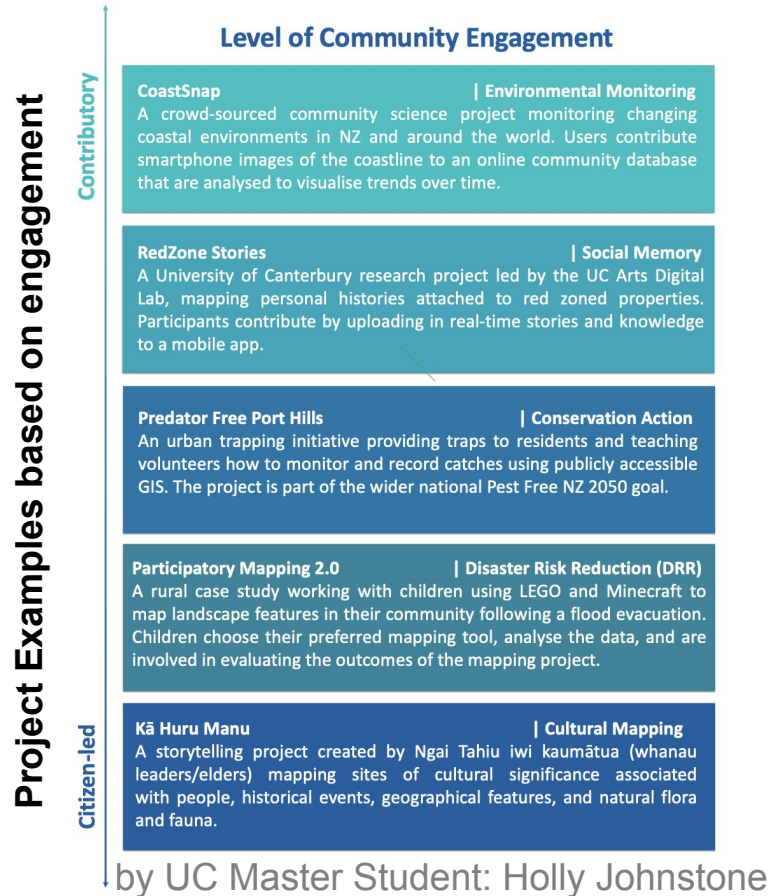 Project Examples based on engagement
Contributory
Citizen-led
Level of Community Engagement
CoastSnap | Environmental Monitoring
A crowd-sourced community science project monitoring changing
coastal environments in NZ and around the world. Users contribute
smartphone images of the coastline to an online community database
that are analysed to visualise trends over time.
RedZone Stories | Social Memory
A University of Canterbury research project led by the UC Arts Digital
Lab, mapping personal histories attached to red zoned properties.
Participants contribute by uploading in real-time stories and knowledge
to a mobile app.
Predator Free Port Hills | Conservation Action
An urban trapping initiative providing traps to residents and teaching
volunteers how to monitor and record catches using publicly accessible
GIS. The project is part of the wider national Pest Free NZ 2050 goal.
Participatory Mapping 2.0 | Disaster Risk Reduction (DRR)
A rural case study working with children using LEGO and Minecraft to
map landscape features in their community following a flood evacuation.
Children choose their preferred mapping tool, analyse the data, and are
involved in evaluating the outcomes of the mapping project.
Kā Huru Manu | Cultural Mapping
A storytelling project created by Ngai Tahiu iwi kaumātua (whanau
leaders/elders) mapping sites of cultural significance associated
with people, historical events, geographical features, and natural flora
and fauna.
by UC Master Student: Holly Johnstone